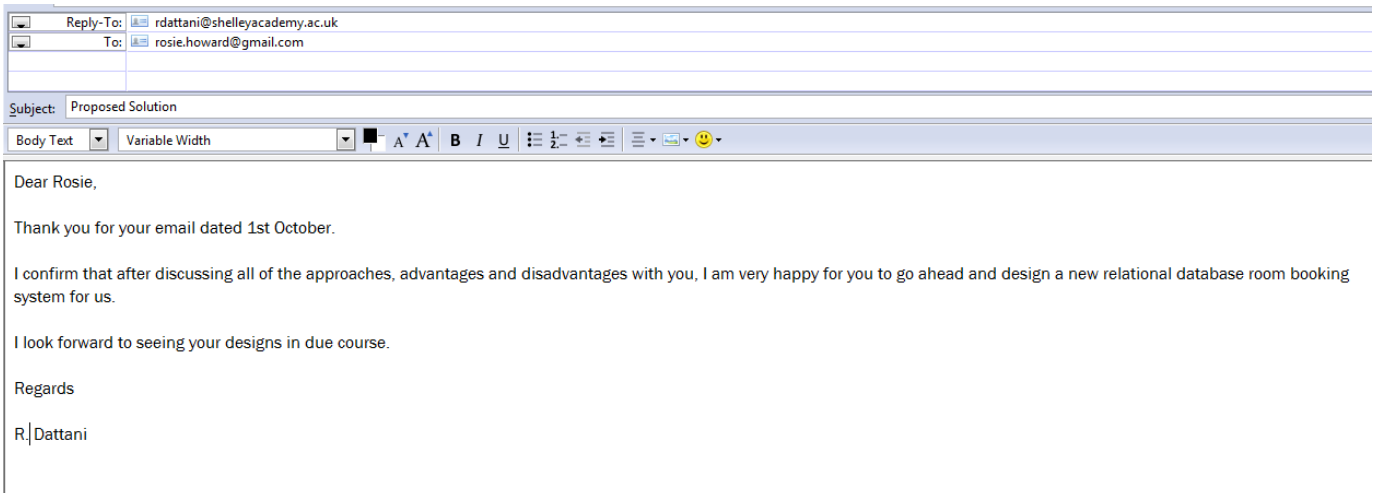 Reply-To: rdattani@shelleyacademy.ac.uk
To: rosie.howard@gmail.com
Subject: Proposed Solution
Body Text Variable Width A A B I U
Dear Rosie,
Thank you for your email dated 1st October.
I confirm that after discussing all of the approaches, advantages and disadvantages with you, I am very happy for you to go ahead and design a new relational database room booking
system for us.
I look forward to seeing your designs in due course.
Regards
R. Dattani